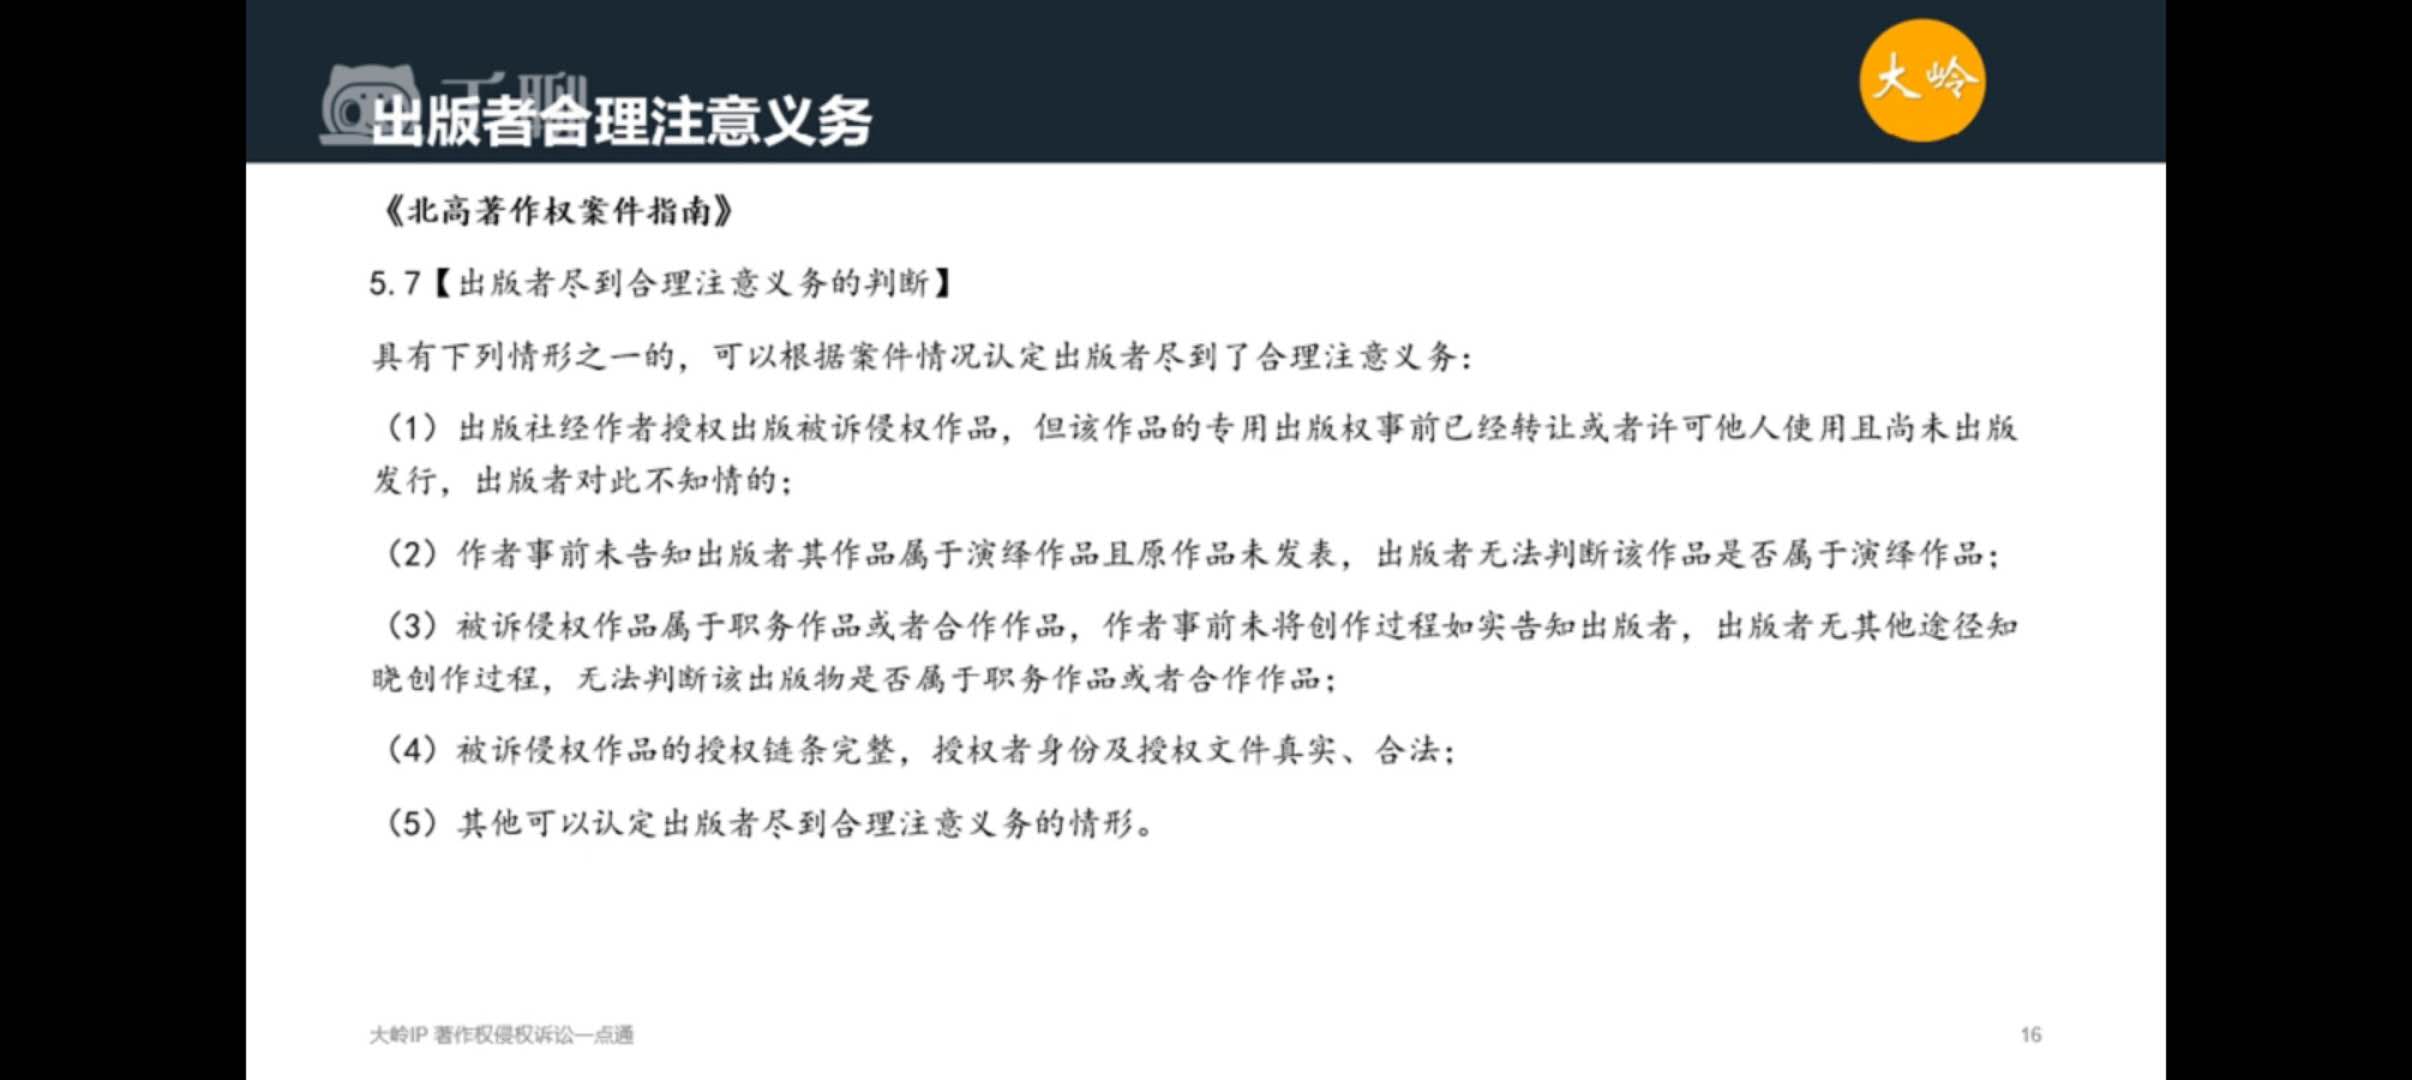 千聊
大岭
出版者合理注意义务
《北高著作权案件指南》
5.7【出版者尽到合理注意义务的判断】
具有下列情形之一的，可以根据案件情况认定出版者尽到了合理注意义务：
（1）出版社经作者授权出版被诉侵权作品，但该作品的专用出版权事前已经转让或者许可他人使用且尚未出版
发行，出版者对此不知情的；
（2）作者事前未告知出版者其作品属于演绎作品且原作品未发表，出版者无法判断该作品是否属于演绎作品；
（3）被诉侵权作品属于职务作品或者合作作品，作者事前未将创作过程如实告知出版者，出版者无其他途径知
晓创作过程，无法判断该出版物是否属于职务作品或者合作作品；
（4）被诉侵权作品的授权链条完整，授权者身份及授权文件真实、合法；
（5）其他可以认定出版者尽到合理注意义务的情形。
大岭IP 著作权侵权诉讼一点通
16